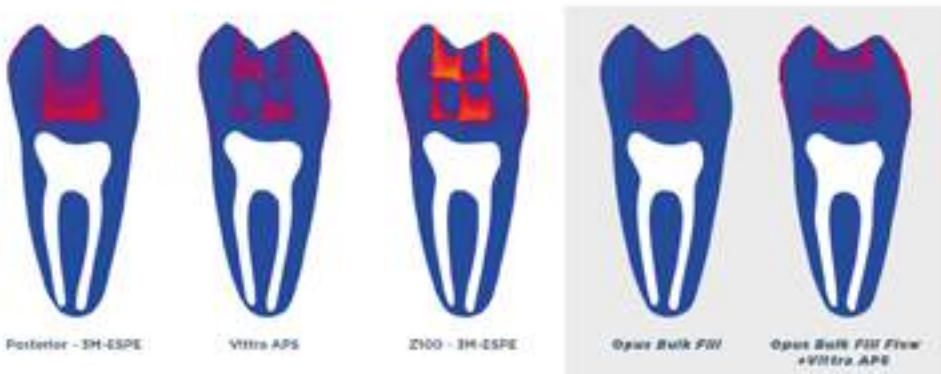 Posterior - 3M-ESPE
Vittra APS
Z100 - 3M-ESPE
Opus Bulk Fill
Opus Bulk Fill Flow
+Vittra APS